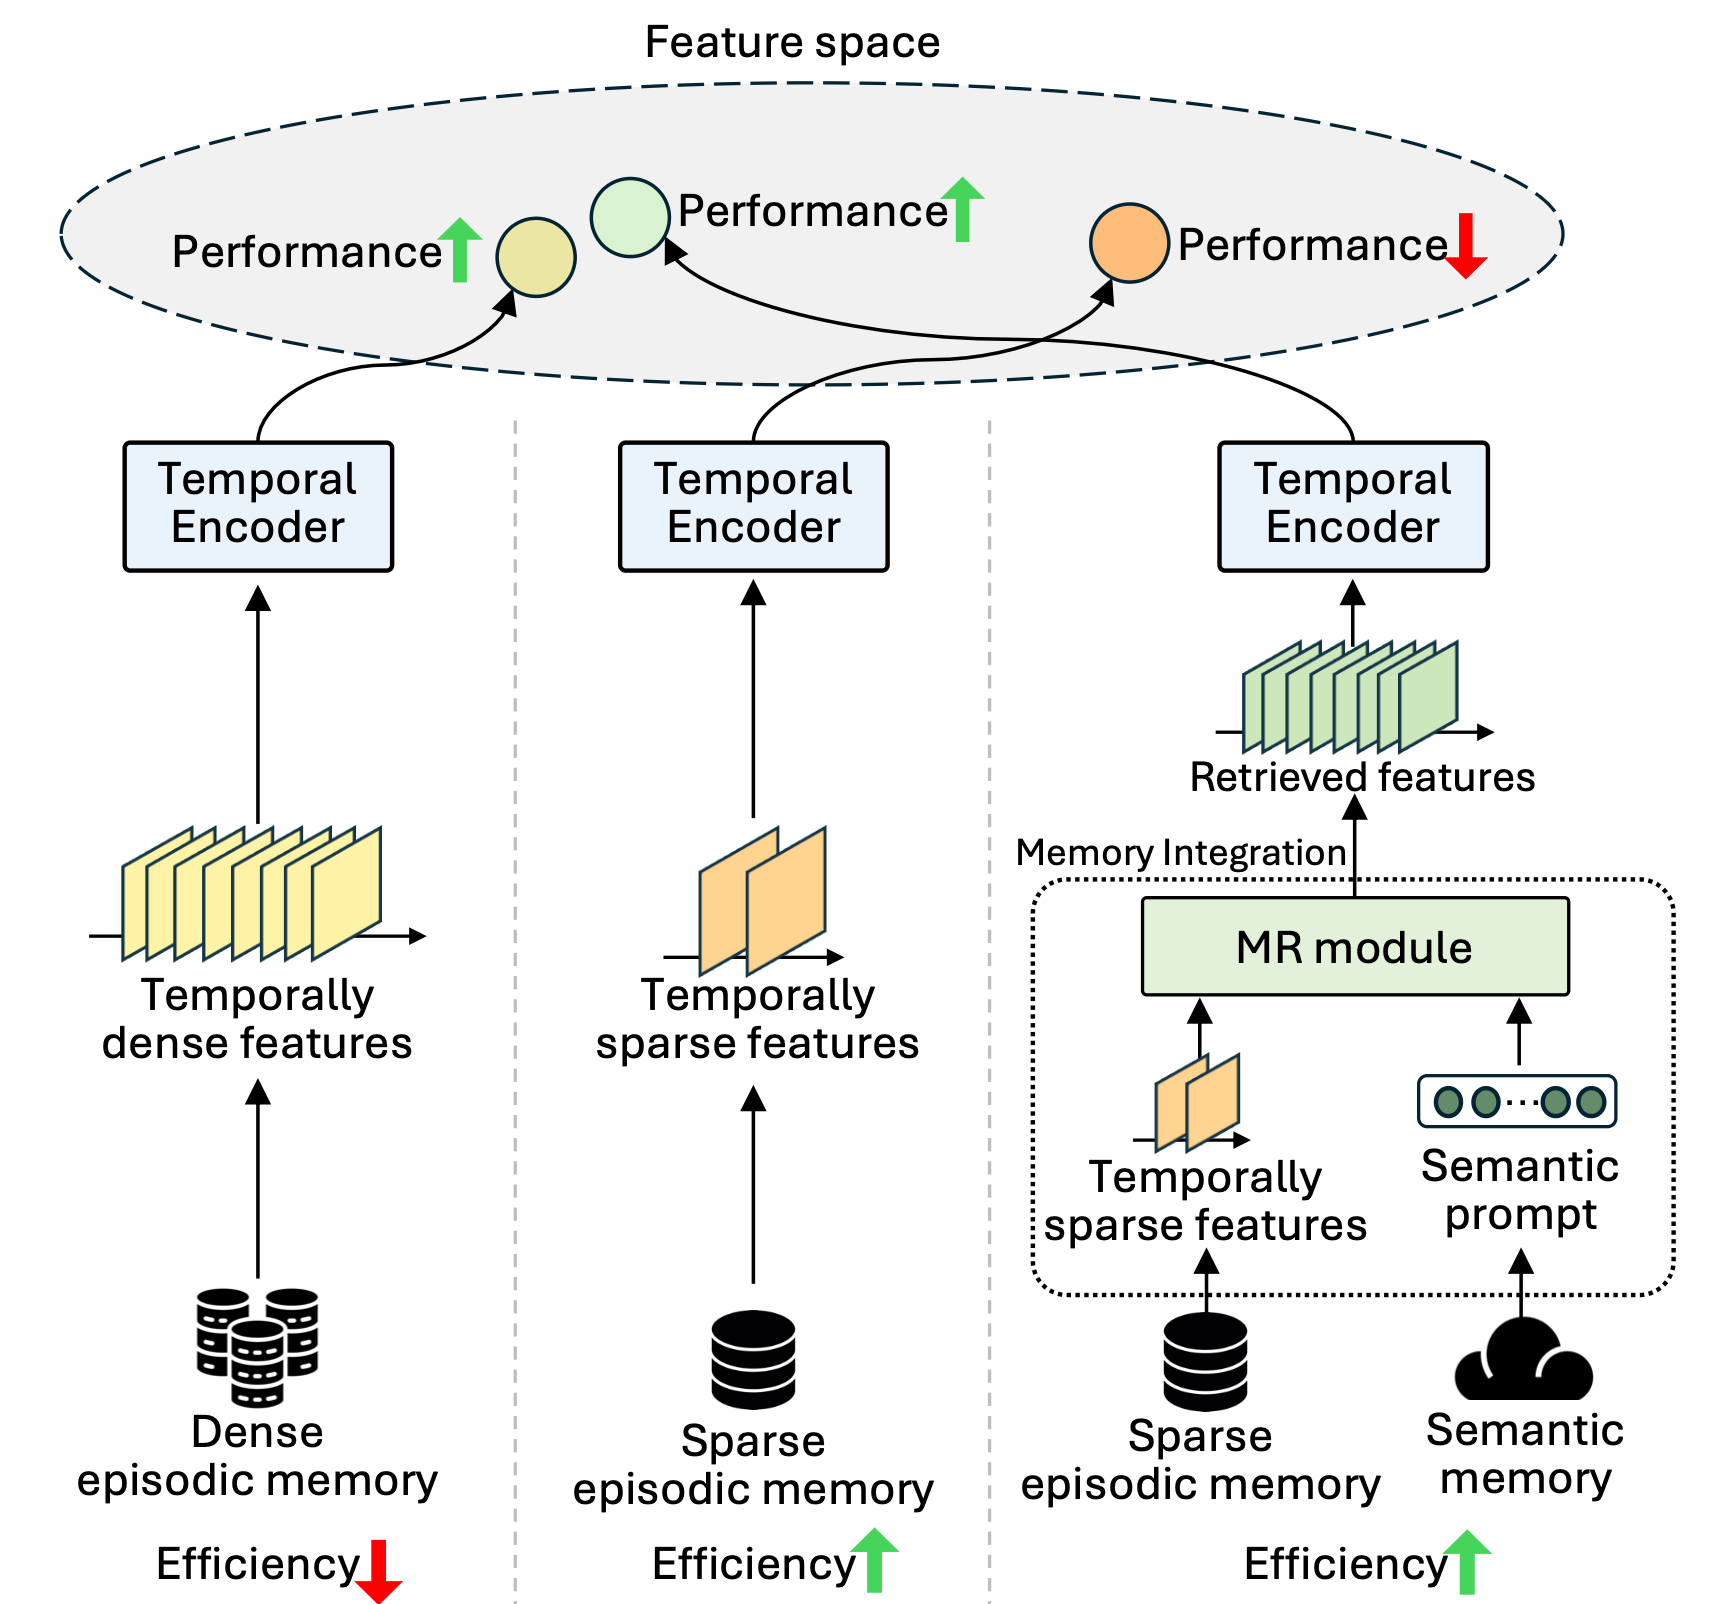 Feature space
Performance
Performance
Performance
Temporal
Encoder
Temporal
Encoder
Temporal
Encoder
Retrieved features
Memory Integration
MR module
Temporally
dense features
Temporally
sparse features
Temporally
sparse features
Semantic
prompt
Dense
episodic memory
Sparse
episodic memory
Sparse
episodic memory
Semantic
memory
Efficiency
Efficiency
Efficiency